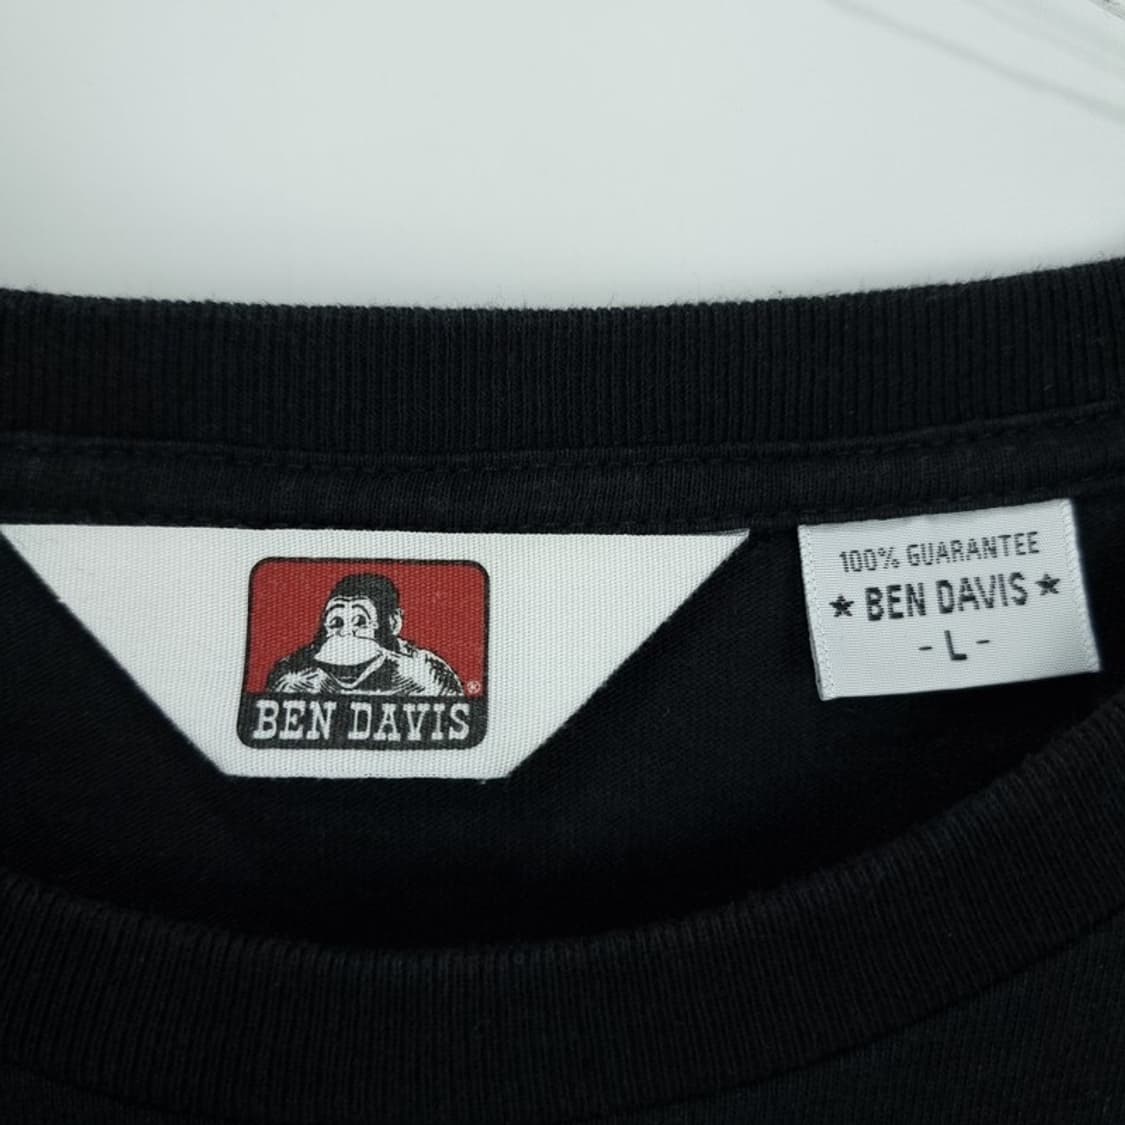 BEN DAVIS
®
100% GUARANTEE
★ BEN DAVIS ★
- L -